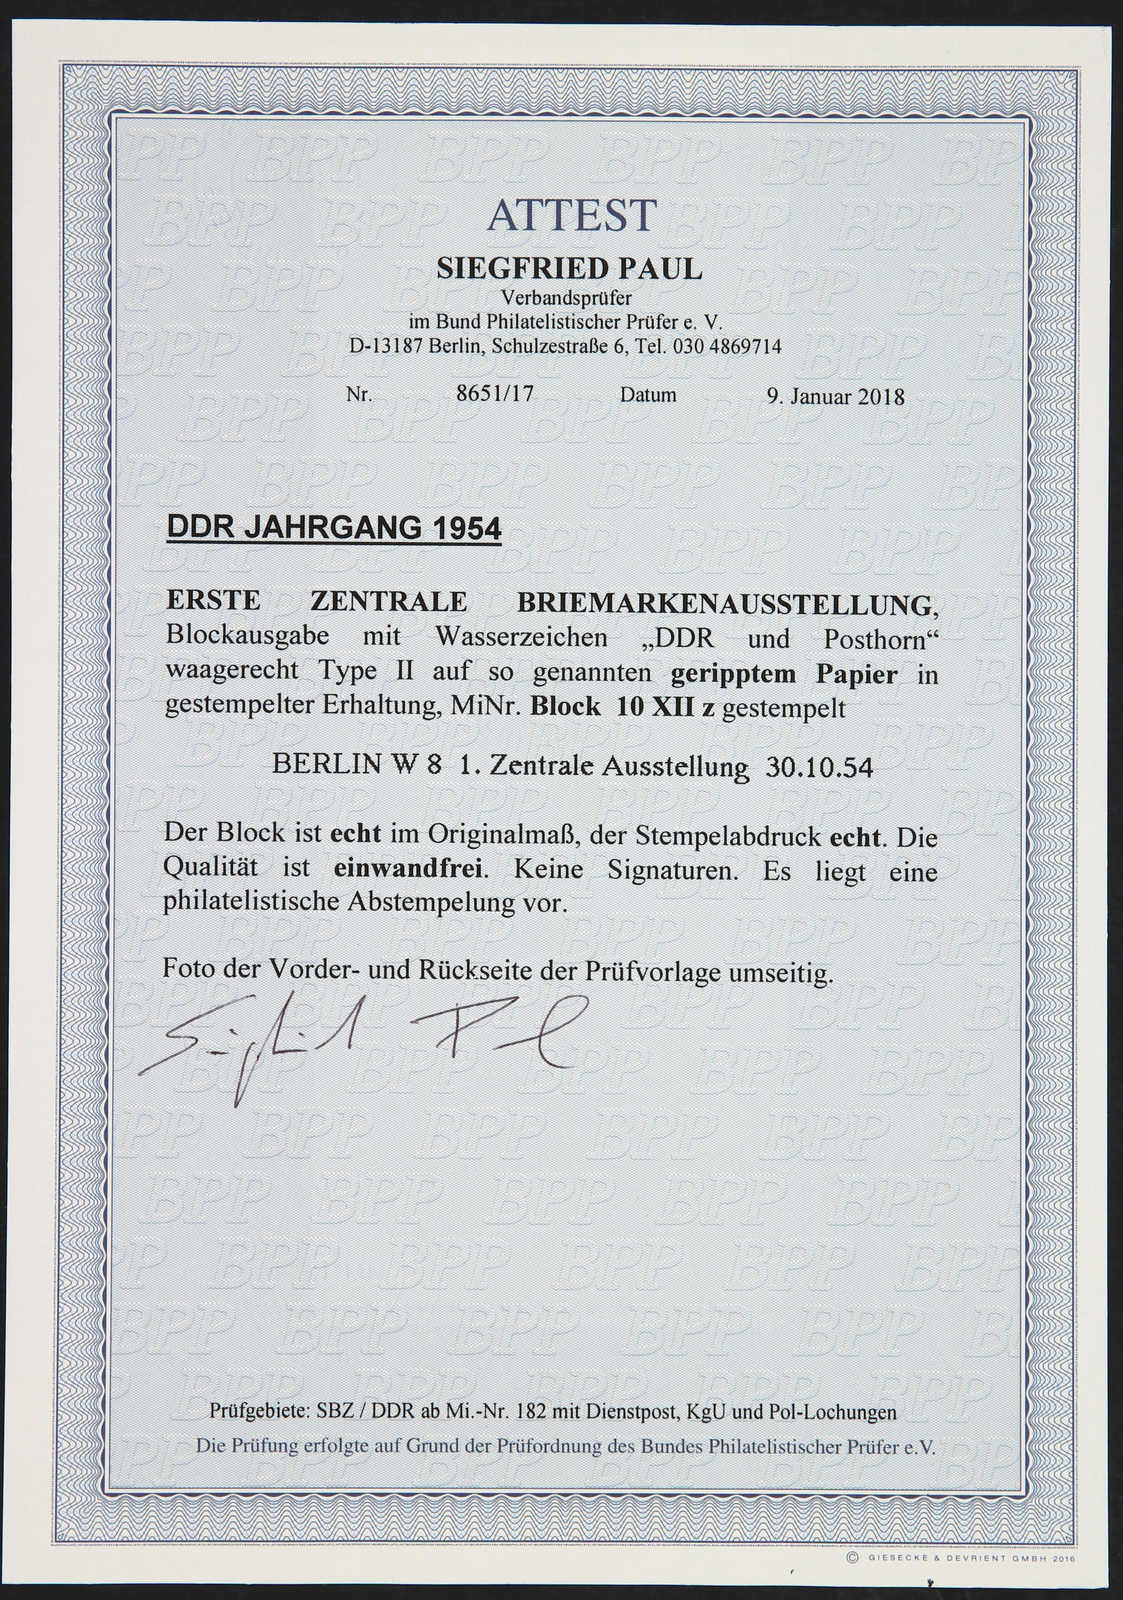 ATTEST
SIEGFRIED PAUL
Verbandsprüfer
im Bund Philatelistischer Prüfer e. V.
D-13187 Berlin, Schulzestraße 6, Tel. 030 4869714
Nr. 8651/17 Datum 9. Januar 2018
DDR JAHRGANG 1954
ERSTE ZENTRALE BRIEMARKENAUSSTELLUNG,
Blockausgabe mit Wasserzeichen „DDR und Posthorn“
waagerecht Type II auf so genannten geripptem Papier in
gestempelter Erhaltung, MiNr. Block 10 XII z gestempelt
BERLIN W 8 1. Zentrale Ausstellung 30.10.54
Der Block ist echt im Originalmaß, der Stempelabdruck echt. Die
Qualität ist einwandfrei. Keine Signaturen. Es liegt eine
philatelistische Abstempelung vor.
Foto der Vorder- und Rückseite der Prüfvorlage umseitig.
Siegfried Paul
Prüfgebiete: SBZ / DDR ab Mi.-Nr. 182 mit Dienstpost, KgU und Pol-Lochungen
Die Prüfung erfolgte auf Grund der Prüfordnung des Bundes Philatelistischer Prüfer e.V.
© GIESECKE & DEVRIENT GMBH 2016